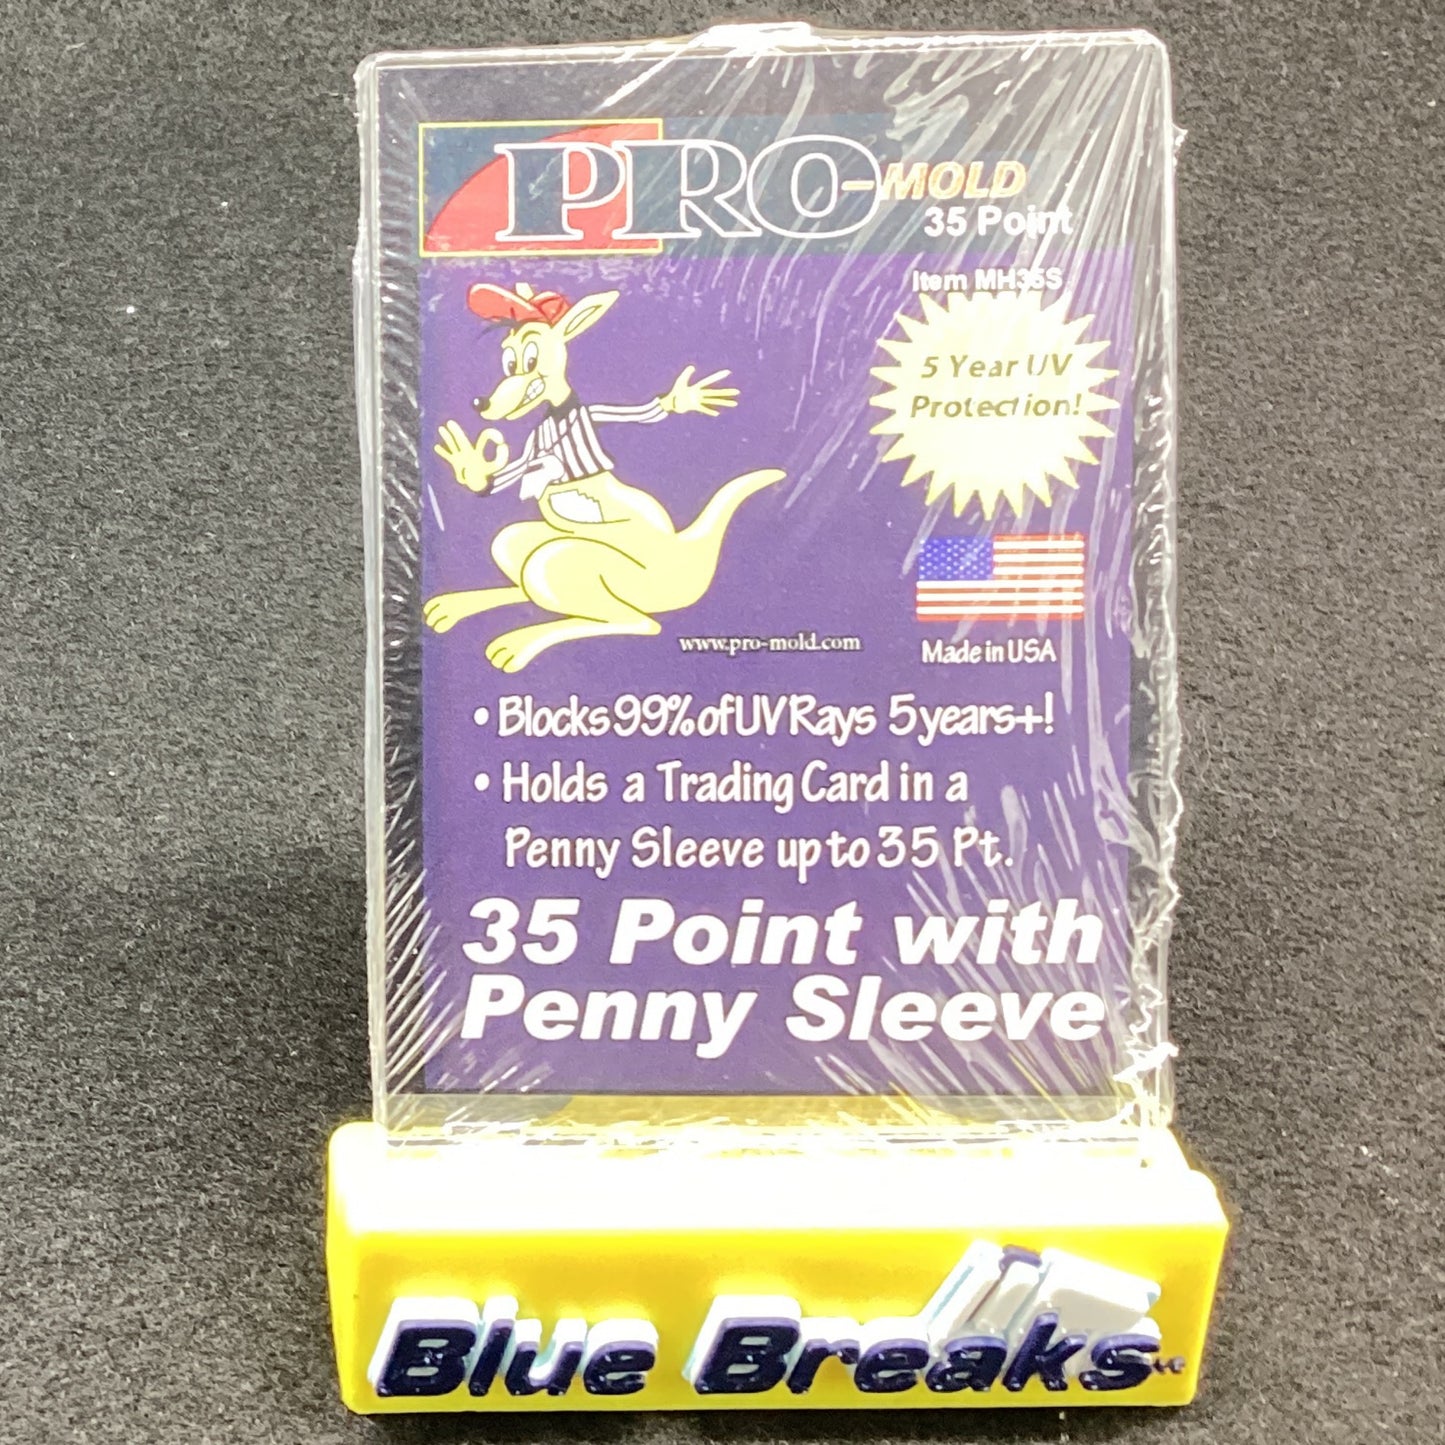 PRO-MOLD
35 Point
Item MH35S
5 Year UV
Protection!
www.pro-mold.com
Made in USA
• Blocks 99% of UV Rays 5 years+!
• Holds a Trading Card in a
Penny Sleeve up to 35 Pt.
35 Point with
Penny Sleeve
Blue Breaks